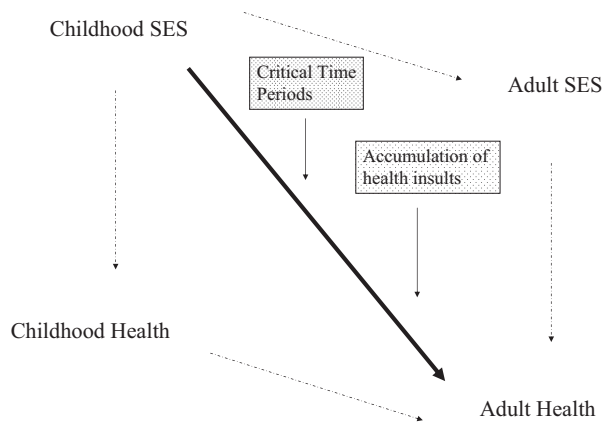 Childhood SES
Critical Time
Periods
Adult SES
Accumulation of
health insults
Childhood Health
Adult Health